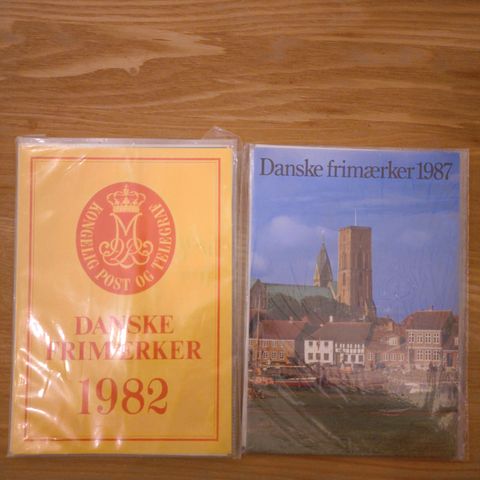 KONGELIG POST OG TELEGRAF
DANSKE
FRIMÆRKER
1982
Danske frimærker 1987